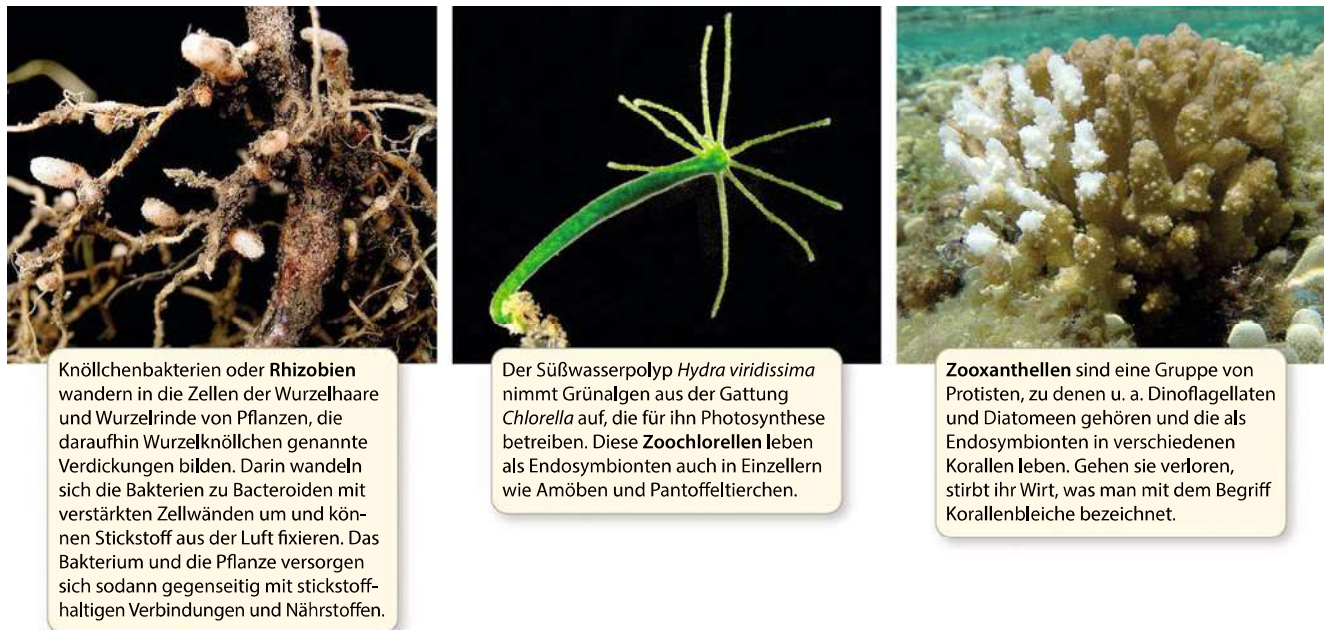 Knöllchenbakterien oder Rhizobien
wandern in die Zellen der Wurzelhaare
und Wurzelrinde von Pflanzen, die
daraufhin Wurzelknöllchen genannte
Verdickungen bilden. Darin wandeln
sich die Bakterien zu Bacteroiden mit
verstärkten Zellwänden um und kön-
nen Stickstoff aus der Luft fixieren. Das
Bakterium und die Pflanze versorgen
sich sodann gegenseitig mit stickstoff-
haltigen Verbindungen und Nährstoffen.
Der Süßwasserpolyp Hydra viridissima
nimmt Grünalgen aus der Gattung
Chlorella auf, die für ihn Photosynthese
betreiben. Diese Zoochlorellen leben
als Endosymbionten auch in Einzellern
wie Amöben und Pantoffeltierchen.
Zooxanthellen sind eine Gruppe von
Protisten, zu denen u. a. Dinoflagellaten
und Diatomeen gehören und die als
Endosymbionten in verschiedenen
Korallen leben. Gehen sie verloren,
stirbt ihr Wirt, was man mit dem Begriff
Korallenbleiche bezeichnet.